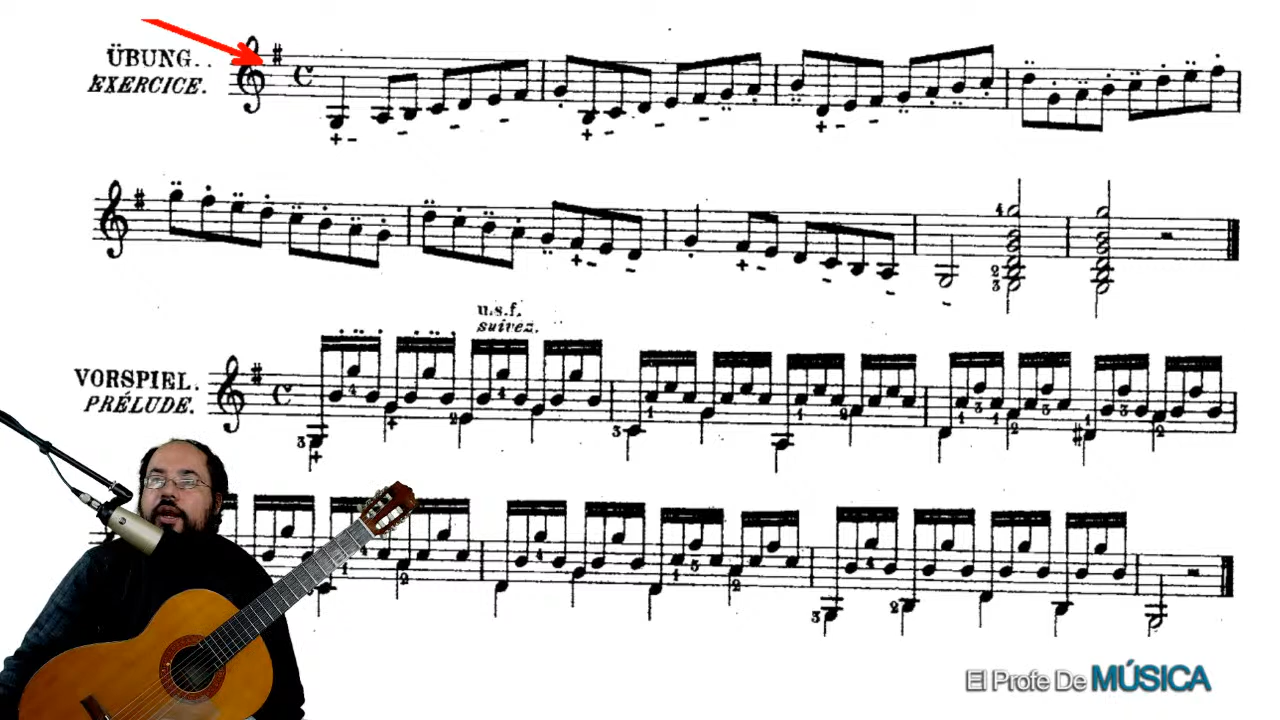 ÜBUNG.
EXERCICE.
u.s.f.
suivez.
VORSPIEL.
PRÉLUDE.
El Profe De MÚSICA